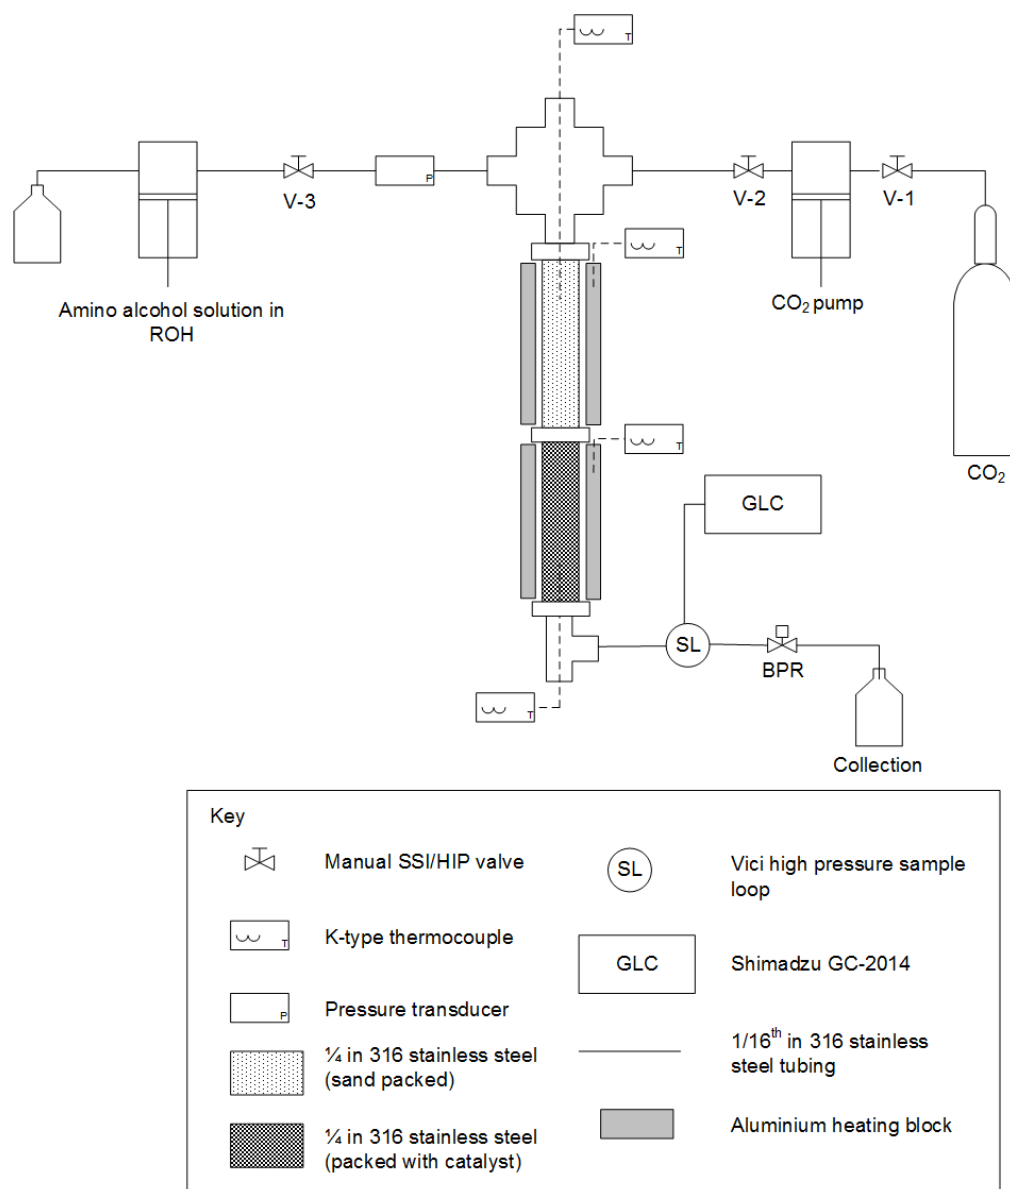 T
P
V-3
V-2
V-1
T
Amino alcohol solution in
ROH
CO₂ pump
T
CO₂
GLC
SL
BPR
T
Collection
Key
Manual SSI/HIP valve
SL
Vici high pressure sample
loop
T
K-type thermocouple
GLC
Shimadzu GC-2014
P
Pressure transducer
¼ in 316 stainless steel
(sand packed)
1/16ᵗʰ in 316 stainless
steel tubing
¼ in 316 stainless steel
(packed with catalyst)
Aluminium heating block